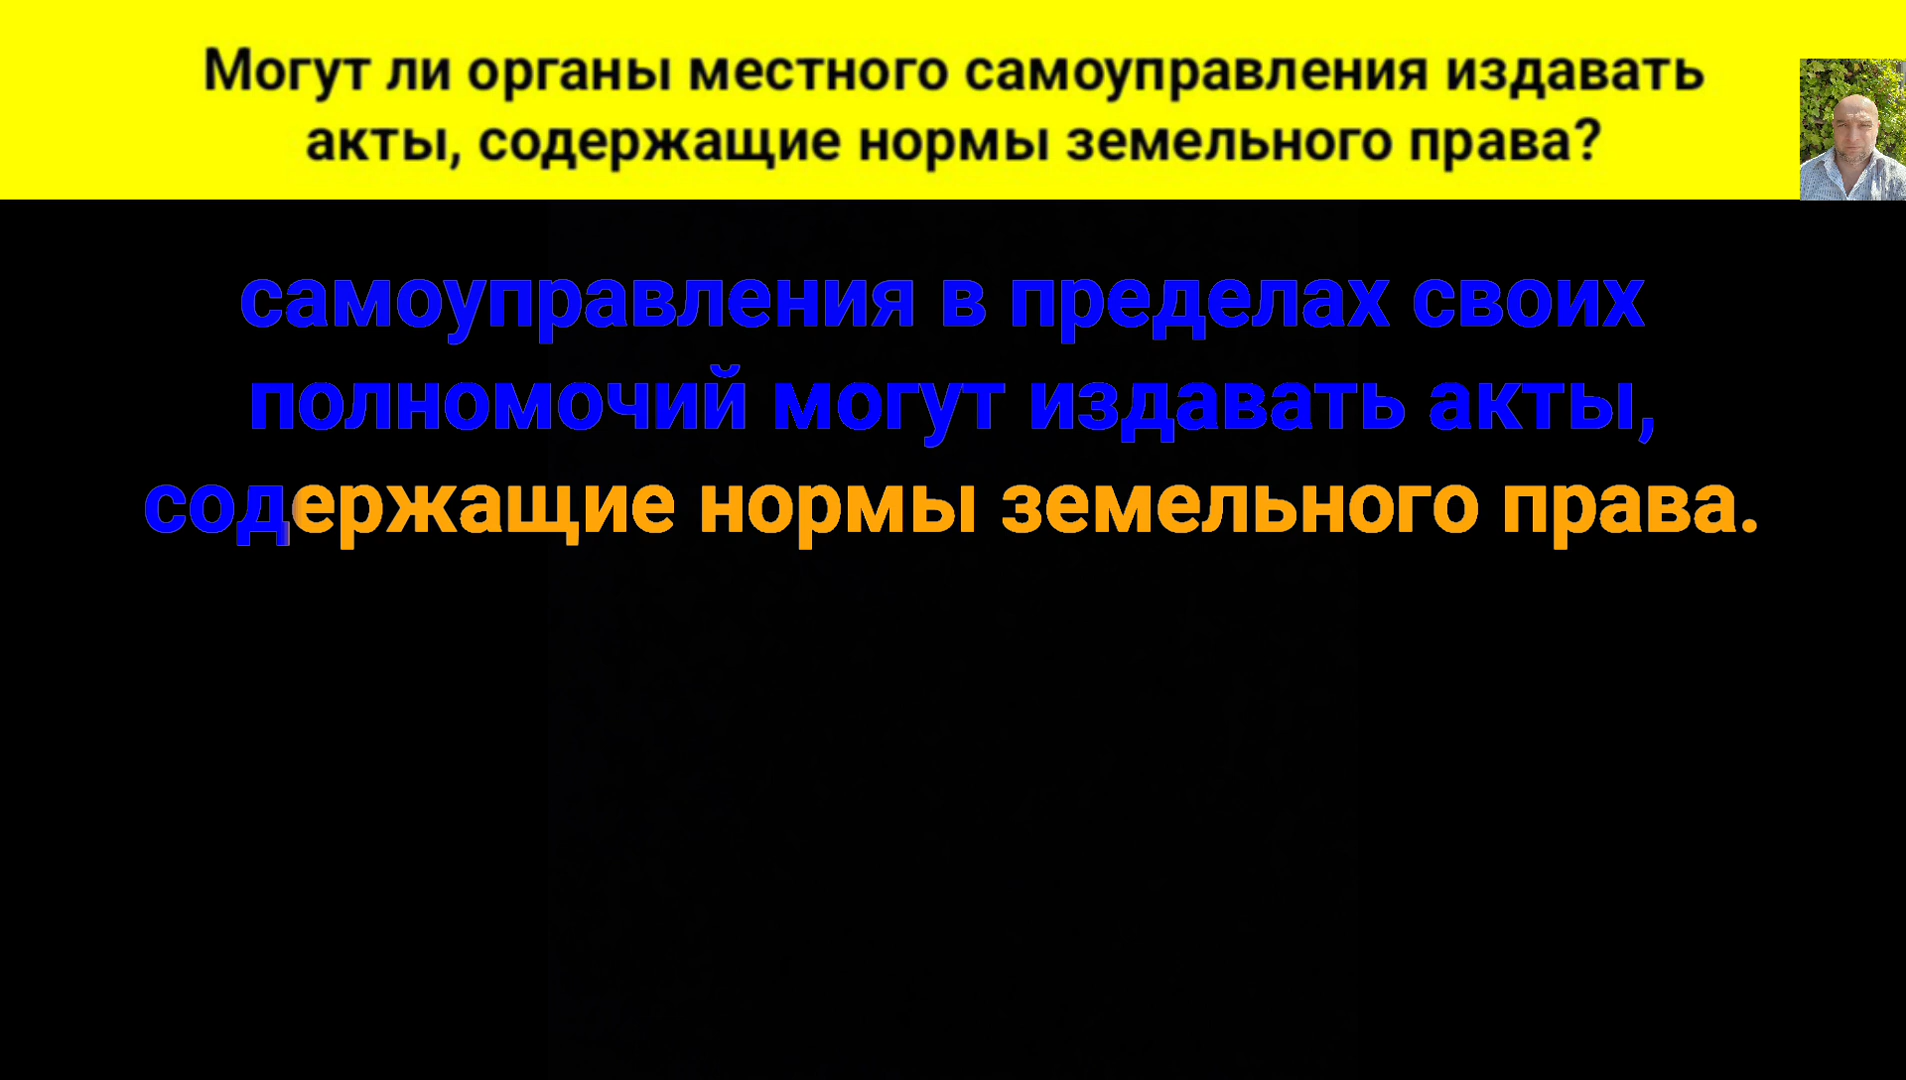 Могут ли органы местного самоуправления издавать
акты, содержащие нормы земельного права?
самоуправления в пределах своих
полномочий могут издавать акты,
содержащие нормы земельного права.